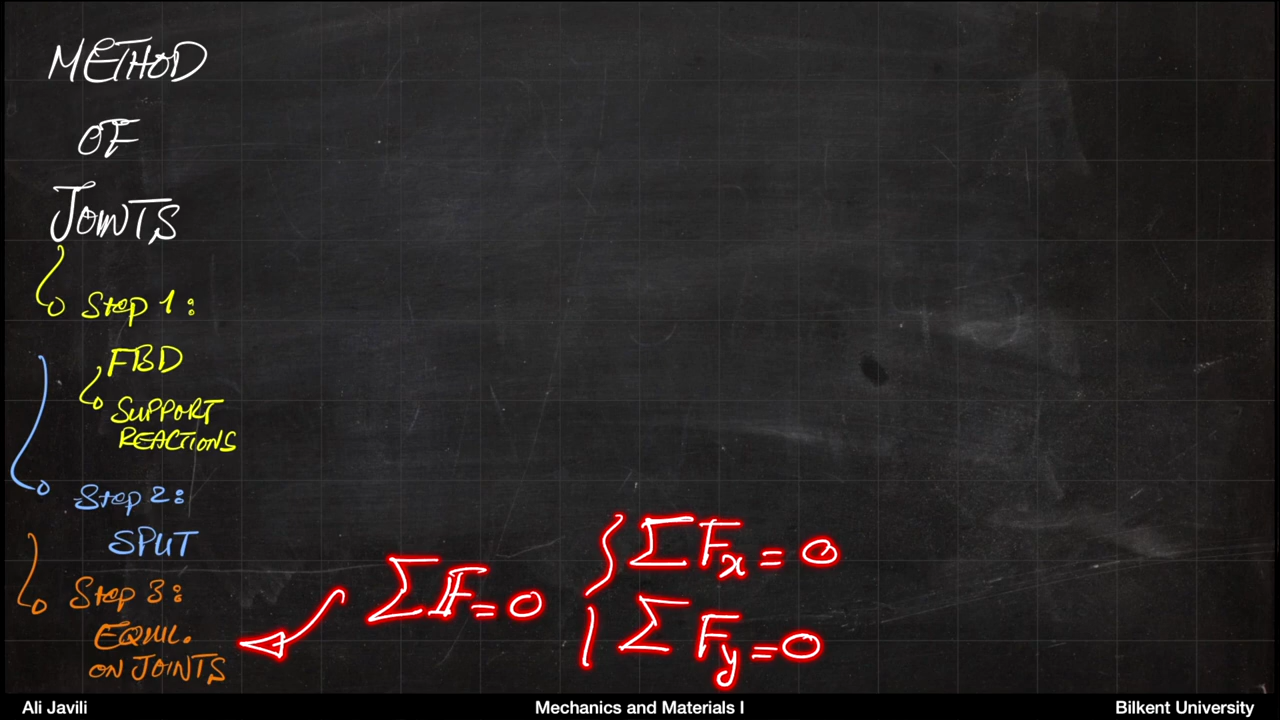 METHOD
OF
JOINTS
Step 1:
FBD
SUPPORT
REACTIONS
Step 2:
SPLIT
Step 3:
EQUIL.
ON JOINTS
ΣF=0
ΣFx=0
ΣFy=0
Ali Javili
Mechanics and Materials I
Bilkent University